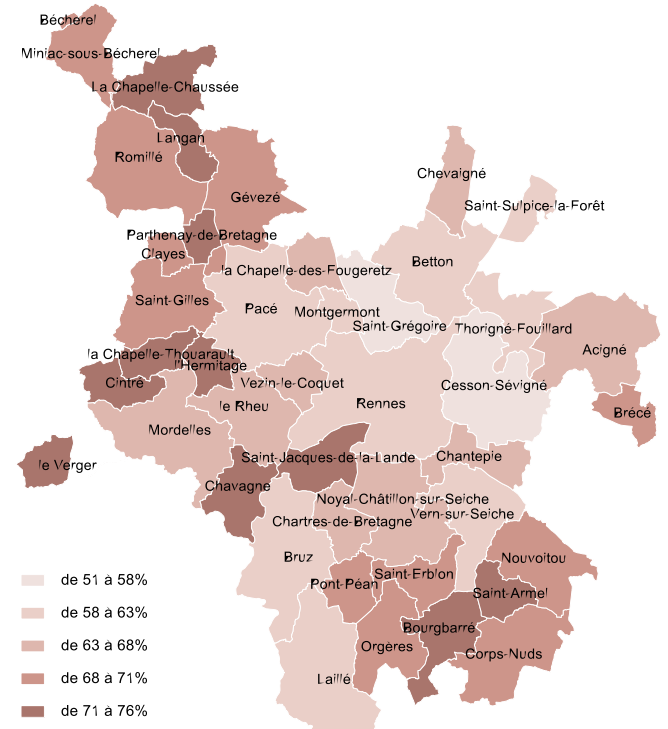 Bécherel
Miniac-sous-Bécherel
La Chapelle-Chaussée
Langan
Romillé
Chevaigné
Gévezé
Saint-Sulpice-la-Forêt
Parthenay-de-Bretagne
Clayes
Betton
la Chapelle-des-Fougeretz
Saint-Gilles
Pacé
Montgermont
Saint-Grégoire
Thorigné-Fouillard
Acigné
la Chapelle-Thouarault
l'Hermitage
Cintré
Vezin-le-Coquet
Cesson-Sévigné
le Rheu
Rennes
Brécé
Mordelles
Saint-Jacques-de-la-Lande
Chantepie
le Verger
Chavagne
Noyal-Châtillon-sur-Seiche
Vern-sur-Seiche
Chartres-de-Bretagne
Bruz
Nouvoitou
Saint-Erblon
Pont-Péan
Saint-Armel
Bourgbarré
Orgères
Corps-Nuds
Laillé
de 51 à 58%
de 58 à 63%
de 63 à 68%
de 68 à 71%
de 71 à 76%